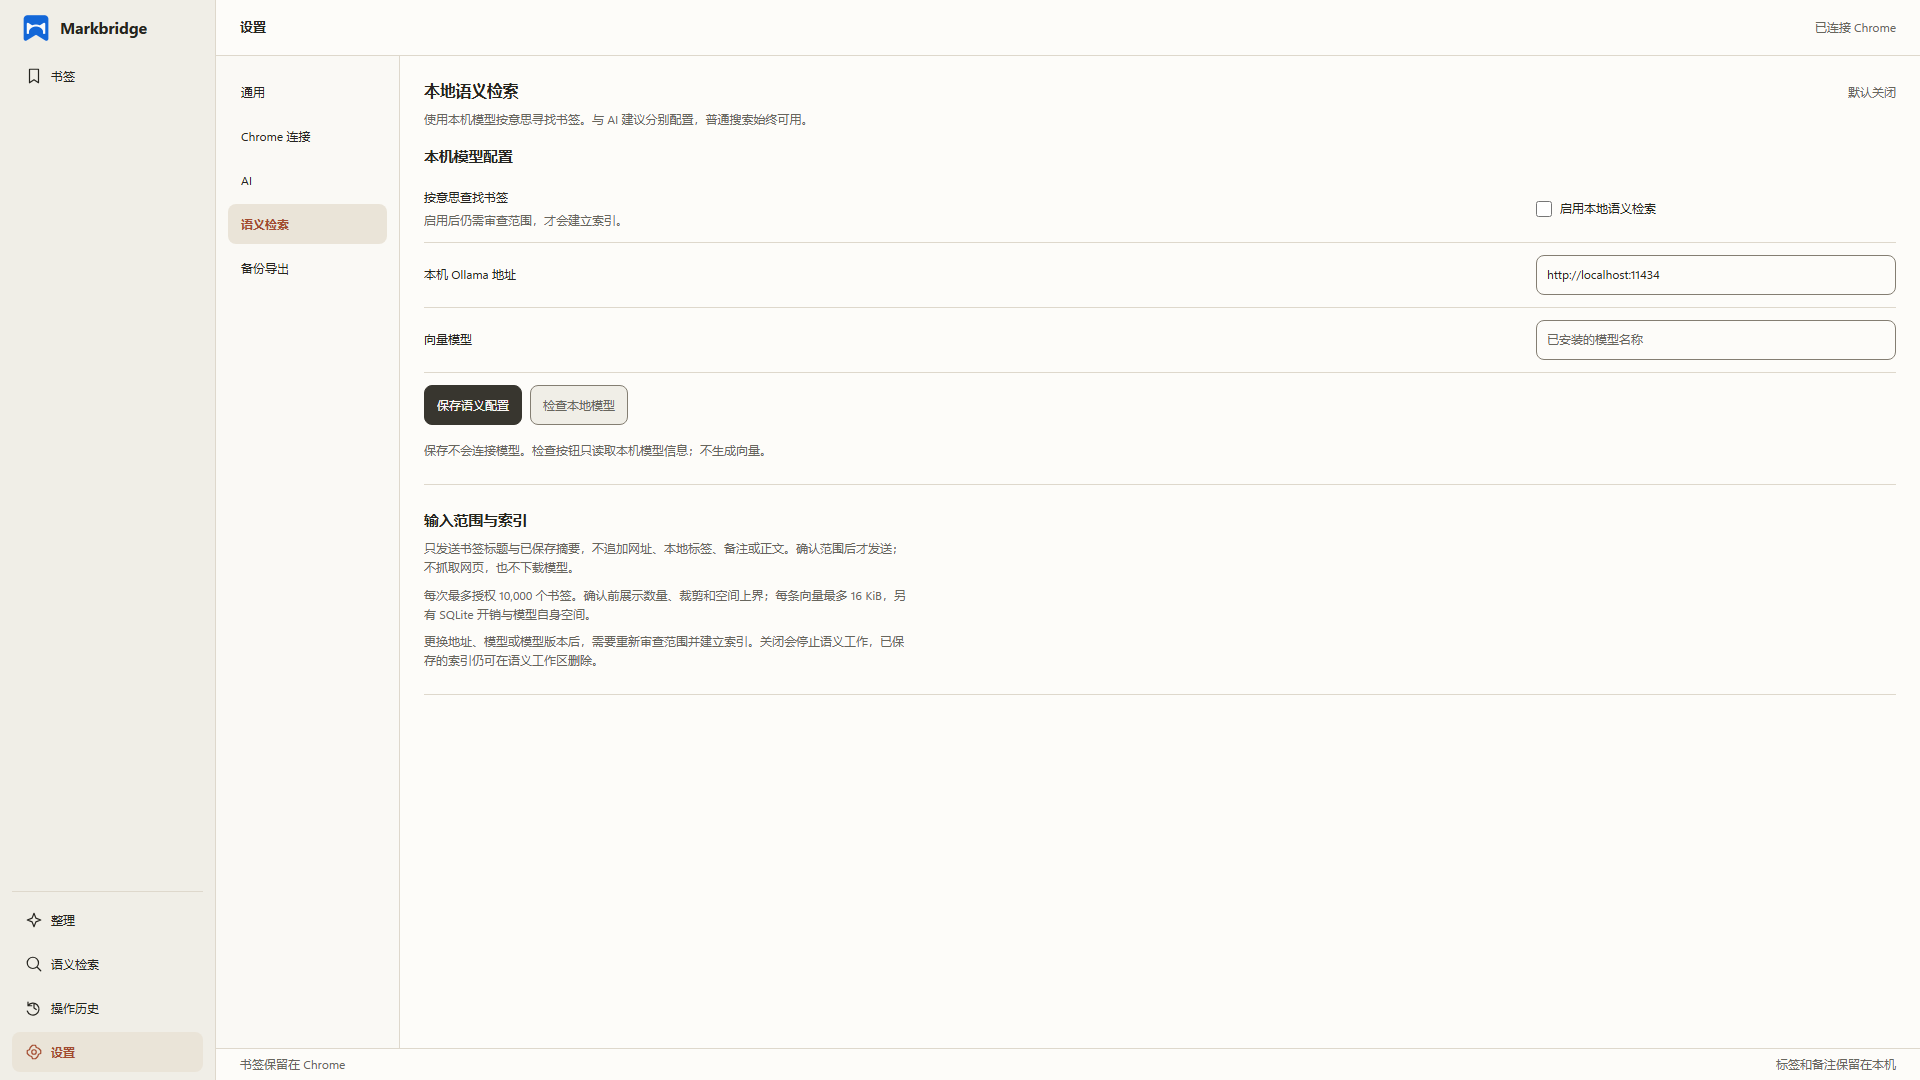 Markbridge
书签
整理
语义检索
操作历史
设置
设置
已连接 Chrome
通用
Chrome 连接
AI
语义检索
备份导出
本地语义检索
默认关闭
使用本机模型按意思寻找书签。与 AI 建议分别配置，普通搜索始终可用。
本机模型配置
按意思查找书签
启用后仍需审查范围，才会建立索引。
启用本地语义检索
本机 Ollama 地址
http://localhost:11434
向量模型
已安装的模型名称
保存语义配置
检查本地模型
保存不会连接模型。检查按钮只读取本机模型信息；不生成向量。
输入范围与索引
只发送书签标题与已保存摘要，不追加网址、本地标签、备注或正文。确认范围后才发送；
不抓取网页，也不下载模型。
每次最多授权 10,000 个书签。确认前展示数量、裁剪和空间上界；每条向量最多 16 KiB，另
有 SQLite 开销与模型自身空间。
更换地址、模型或模型版本后，需要重新审查范围并建立索引。关闭会停止语义工作，已保
存的索引仍可在语义工作区删除。
书签保留在 Chrome
标签和备注保留在本机